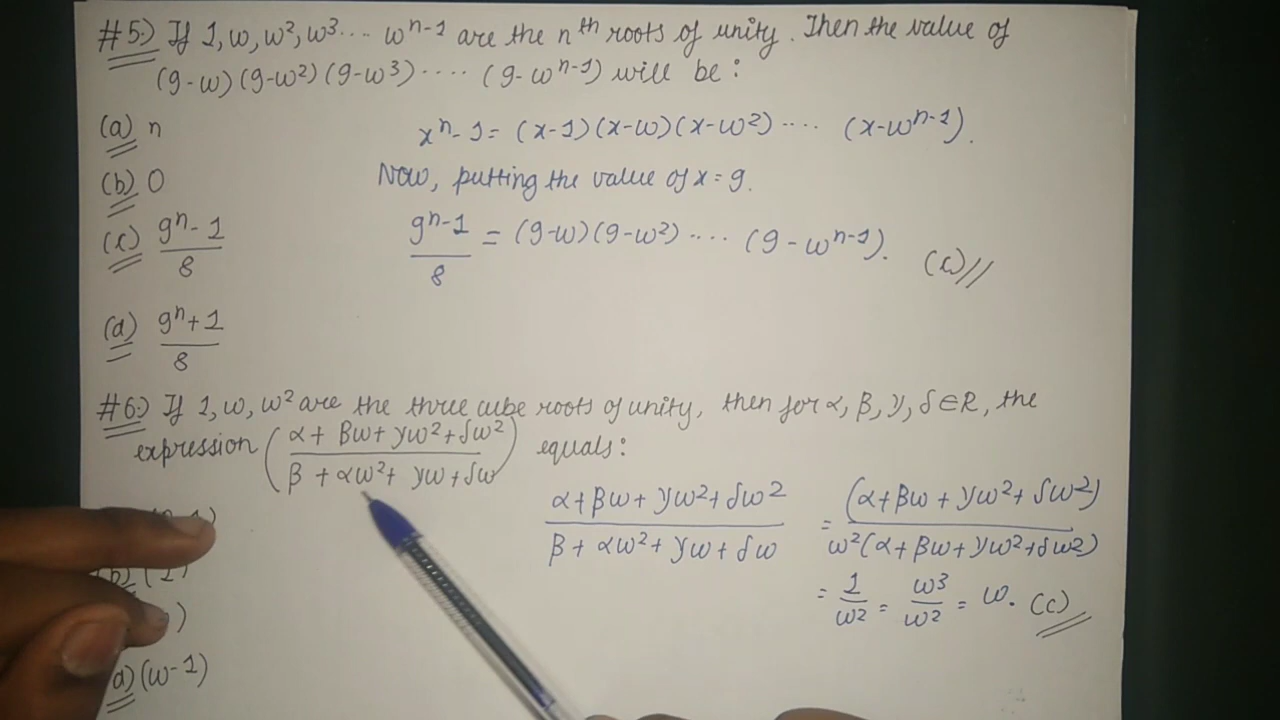 #5:) If 1, ω, ω², ω³.... ωⁿ⁻¹ are the nᵗʰ roots of unity. Then the value of
(9-ω)(9-ω²)(9-ω³).....(9-ωⁿ⁻¹) will be:
(a) n
xⁿ-1 = (x-1)(x-ω)(x-ω²)..... (x-ωⁿ⁻¹).
(b) 0
Now, putting the value of x = 9.
(c) 9ⁿ-1/8
9ⁿ-1/8 = (9-ω)(9-ω²).....(9-ωⁿ⁻¹). (c)//
(d) 9ⁿ+1/8
#6:) If 1, ω, ω² are the three cube roots of unity, then for α, β, γ, δ∈R, the
expression (α+βω+γω²+δω²/β+αω²+γω+δω) equals:
α+βω+γω²+δω²/β+αω²+γω+δω = (α+βω+γω²+δω²)/ω²(α+βω+γω²+δω²)
= 1/ω² = ω³/ω² = ω. (c)
(d) (ω-1)